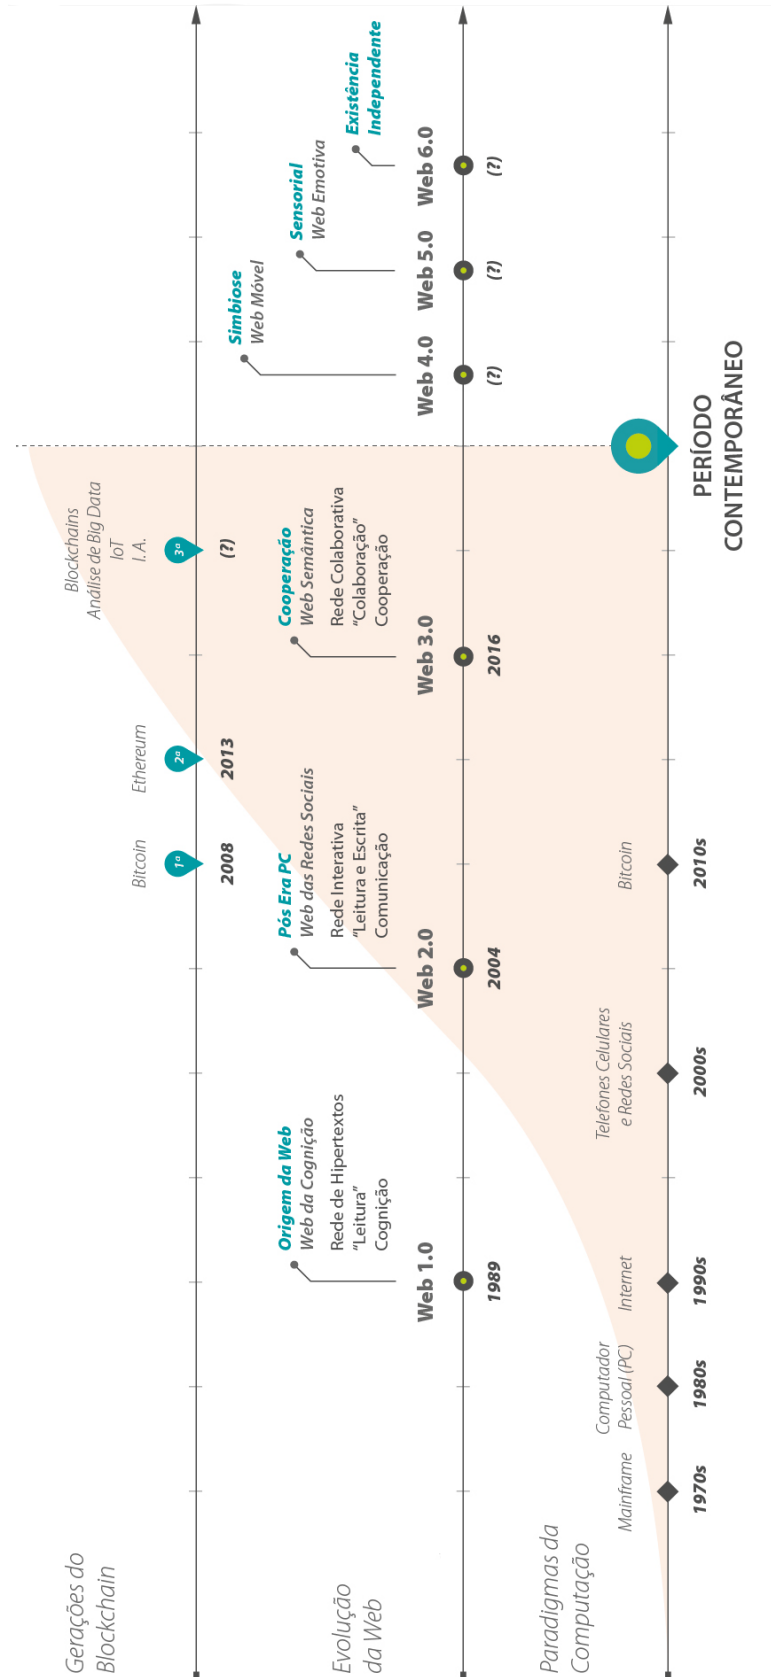 Gerações do
Blockchain
Bitcoin
1ª
2008
Ethereum
2ª
2013
Blockchains
Análise de Big Data
IoT
I. A.
3ª
(?)
Evolução
da Web
Origem da Web
Web da Cognição
Rede de Hipertextos
“Leitura”
Cognição
Web 1.0
1989
Pós Era PC
Web das Redes Sociais
Rede Interativa
“Leitura e Escrita”
Comunicação
Web 2.0
2004
Cooperação
Web Semântica
Rede Colaborativa
“Colaboração”
Cooperação
Web 3.0
2016
Simbiose
Web Móvel
Web 4.0
(?)
Sensorial
Web Emotiva
Web 5.0
(?)
Existência
Independente
Web 6.0
(?)
Paradigmas da
Computação
Mainframe
1970s
Computador
Pessoal (PC)
1980s
Internet
1990s
Telefones Celulares
e Redes Sociais
2000s
Bitcoin
2010s
PERÍODO
CONTEMPORÂNEO